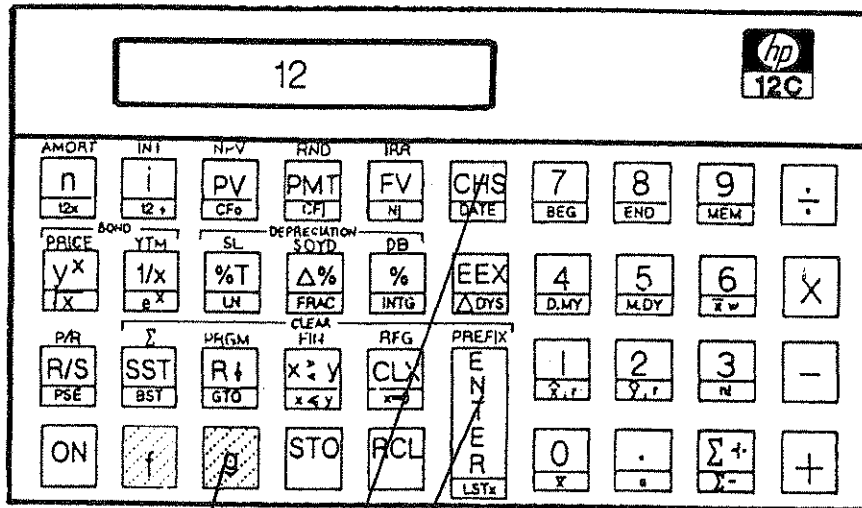 12
hp
12C
AMORT INT NPV RND IRR
n i PV PMT FV CHS 7 8 9 ÷
12x 12÷ CFo CFj Nj DATE BEG END MEM
BOND DEPRECIATION
PRICE YTM SL SOYD DB
yx 1/x %T Δ% % EEX 4 5 6 X
√x ex LN FRAC INTG ΔDYS D.MY M.DY x̄w
CLEAR
P/R Σ PRGM FIN REG PREFIX
R/S SST R↓ x≷y CLX ENTER 1 2 3 −
PSE BST GTO x≤y x=0 x̂,r ŷ,r n!
ON f g STO RCL 0 . Σ+ +
LSTx x̄ Σ-